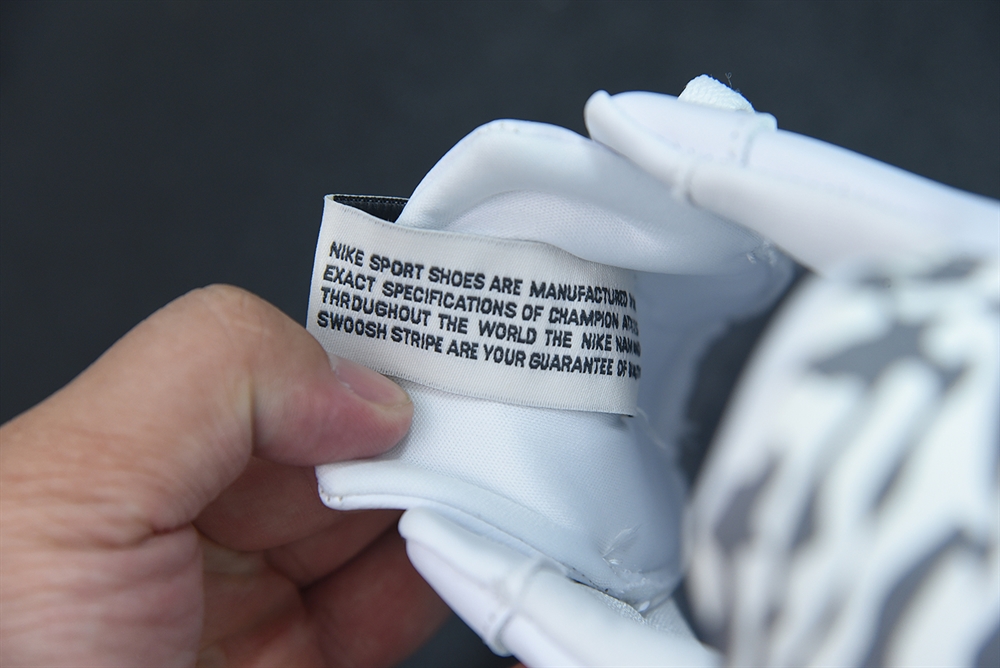 NIKE SPORT SHOES ARE MANUFACTURED
EXACT SPECIFICATIONS OF CHAMPION
THRDUGHOUT THE WORLD THE NIKE
SWOOSH STRIPE ARE YOUR GUARANTEE OF